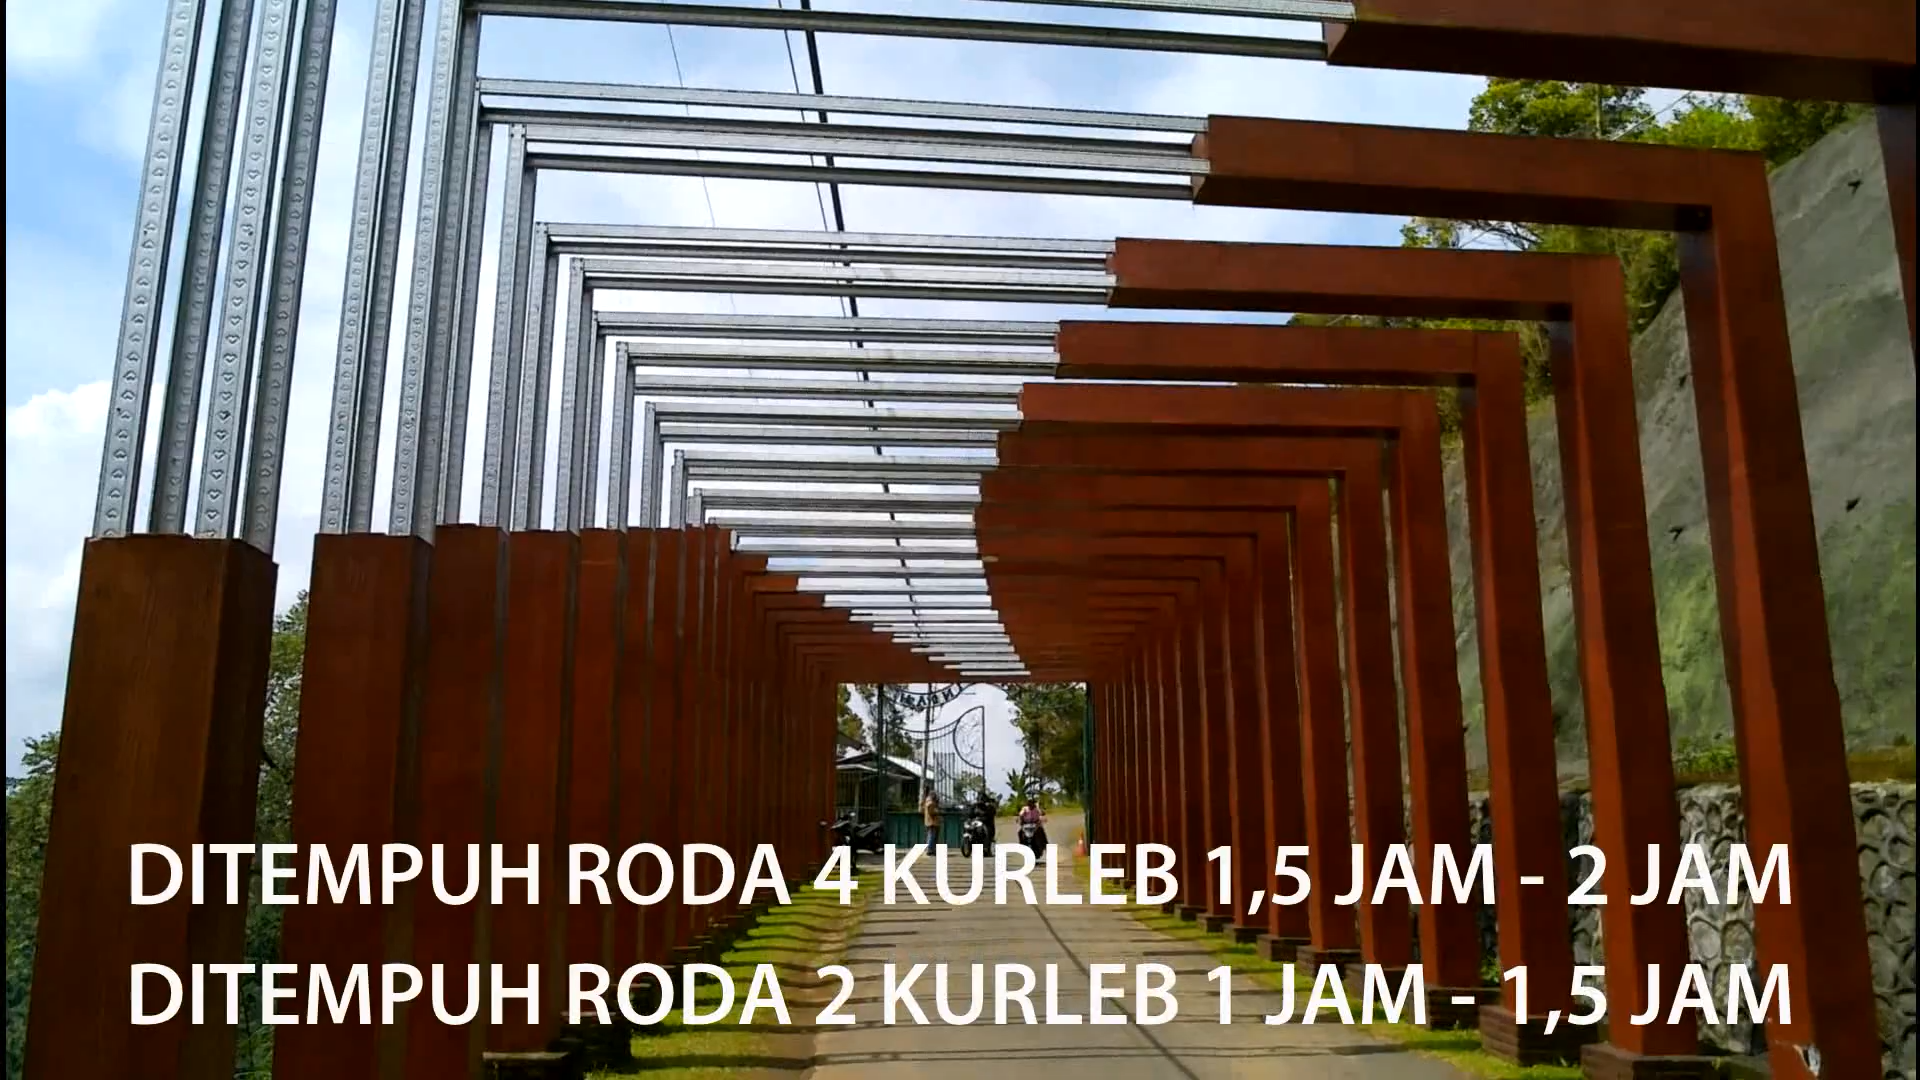 DITEMPUH RODA 4 KURLEB 1,5 JAM - 2 JAM
DITEMPUH RODA 2 KURLEB 1 JAM - 1,5 JAM